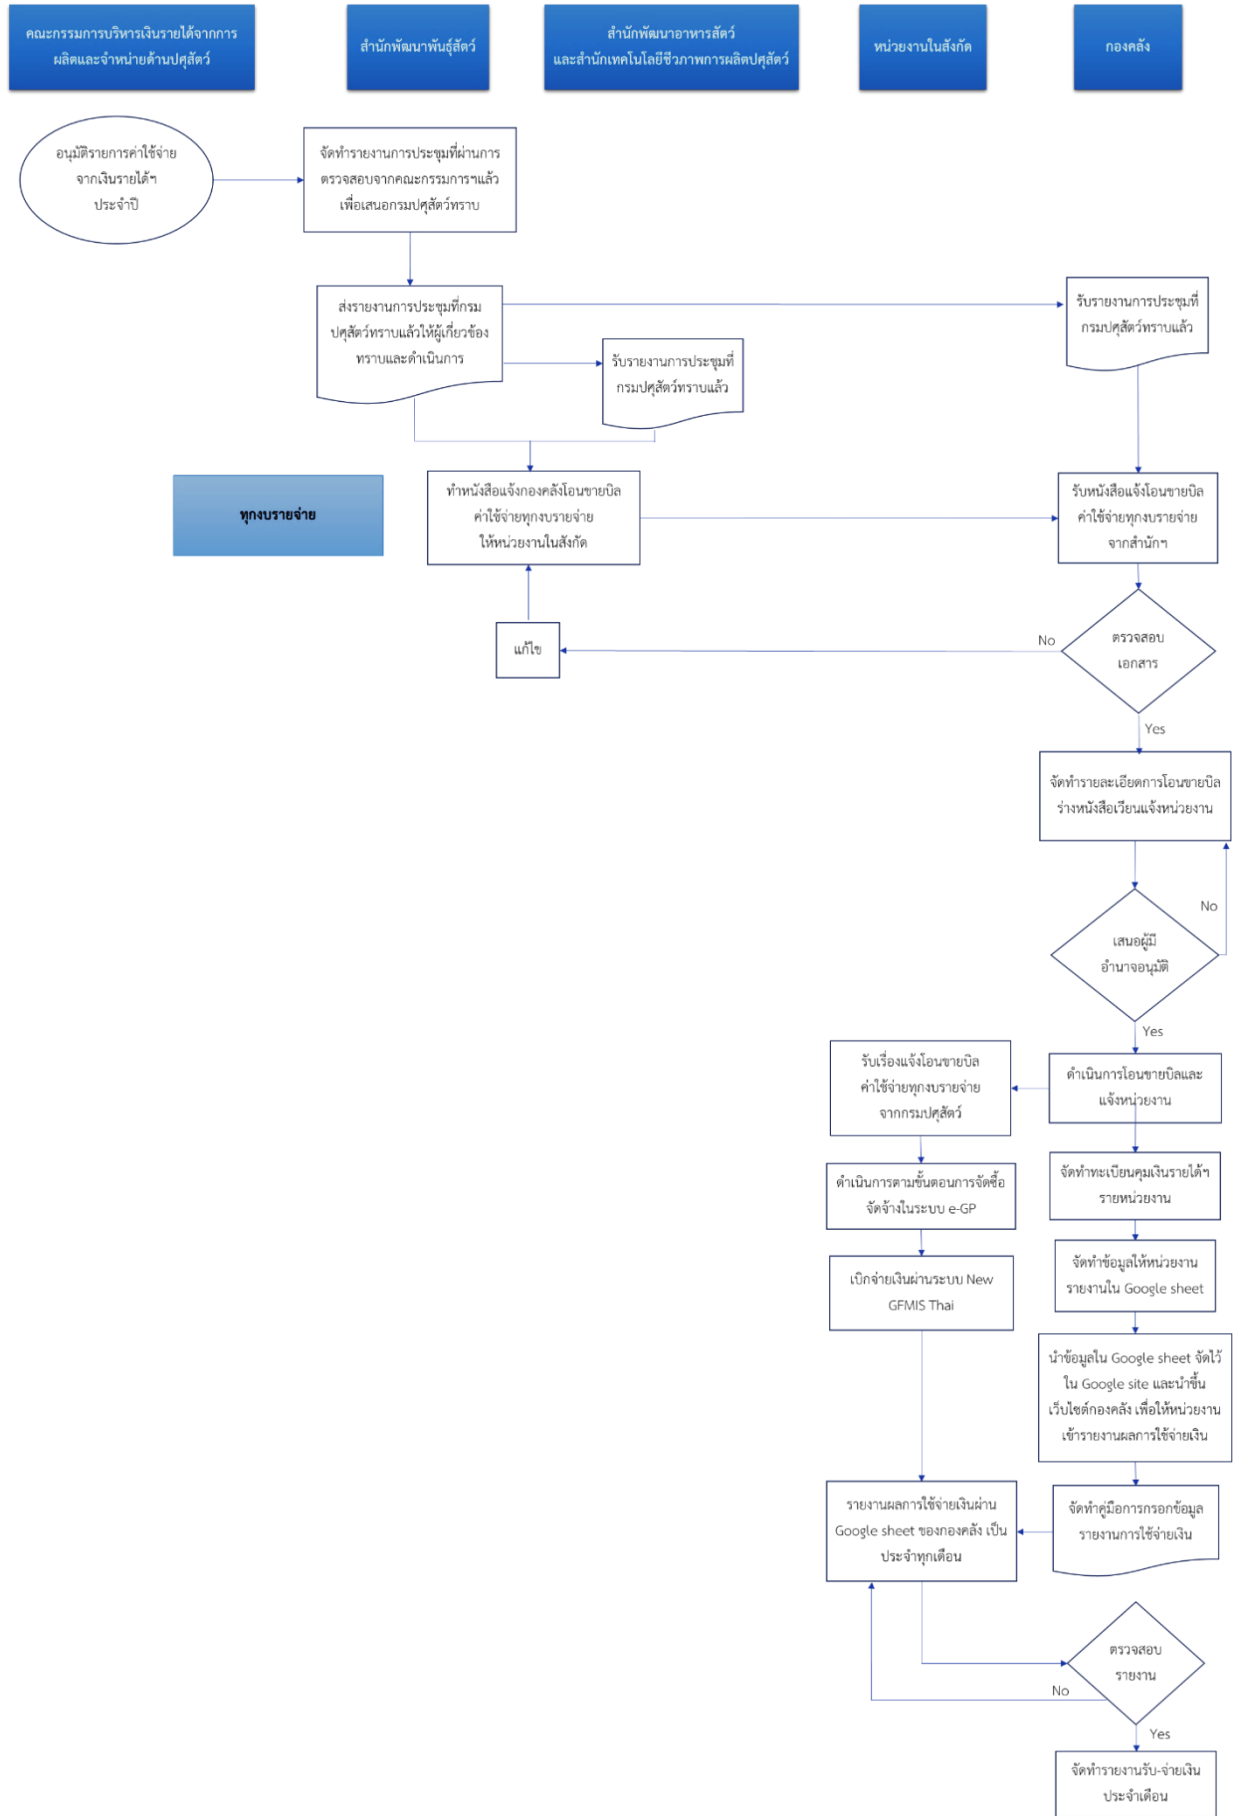 คณะกรรมการบริหารเงินรายได้จากการ
ผลิตและจำหน่ายด้านปศุสัตว์
สำนักพัฒนาพันธุ์สัตว์
สำนักพัฒนาอาหารสัตว์
และสำนักเทคโนโลยีชีวภาพการผลิตปศุสัตว์
หน่วยงานในสังกัด
กองคลัง
อนุมัติรายการค่าใช้จ่าย
จากเงินรายได้ฯ
ประจำปี
จัดทำรายงานการประชุมที่ผ่านการ
ตรวจสอบจากคณะกรรมการฯแล้ว
เพื่อเสนอกรมปศุสัตว์ทราบ
ส่งรายงานการประชุมที่กรม
ปศุสัตว์ทราบแล้วให้ผู้เกี่ยวข้อง
ทราบและดำเนินการ
รับรายงานการประชุมที่
กรมปศุสัตว์ทราบแล้ว
รับรายงานการประชุมที่
กรมปศุสัตว์ทราบแล้ว
ทุกงบรายจ่าย
ทำหนังสือแจ้งกองคลังโอนขายบิล
ค่าใช้จ่ายทุกงบรายจ่าย
ให้หน่วยงานในสังกัด
รับหนังสือแจ้งโอนขายบิล
ค่าใช้จ่ายทุกงบรายจ่าย
จากสำนักฯ
แก้ไข
No
ตรวจสอบ
เอกสาร
Yes
จัดทำรายละเอียดการโอนขายบิล
ร่างหนังสือเวียนแจ้งหน่วยงาน
No
เสนอผู้มี
อำนาจอนุมัติ
Yes
รับเรื่องแจ้งโอนขายบิล
ค่าใช้จ่ายทุกงบรายจ่าย
จากกรมปศุสัตว์
ดำเนินการโอนขายบิลและ
แจ้งหน่วยงาน
ดำเนินการตามขั้นตอนการจัดซื้อ
จัดจ้างในระบบ e-GP
จัดทำทะเบียนคุมเงินรายได้ฯ
รายหน่วยงาน
เบิกจ่ายเงินผ่านระบบ New
GFMIS Thai
จัดทำข้อมูลให้หน่วยงาน
รายงานใน Google sheet
นำข้อมูลใน Google sheet จัดไว้
ใน Google site และนำขึ้น
เว็บไซต์กองคลัง เพื่อให้หน่วยงาน
เข้ารายงานผลการใช้จ่ายเงิน
รายงานผลการใช้จ่ายเงินผ่าน
Google sheet ของกองคลัง เป็น
ประจำทุกเดือน
จัดทำคู่มือการกรอกข้อมูล
รายงานการใช้จ่ายเงิน
ตรวจสอบ
รายงาน
No
Yes
จัดทำรายงานรับ-จ่ายเงิน
ประจำเดือน